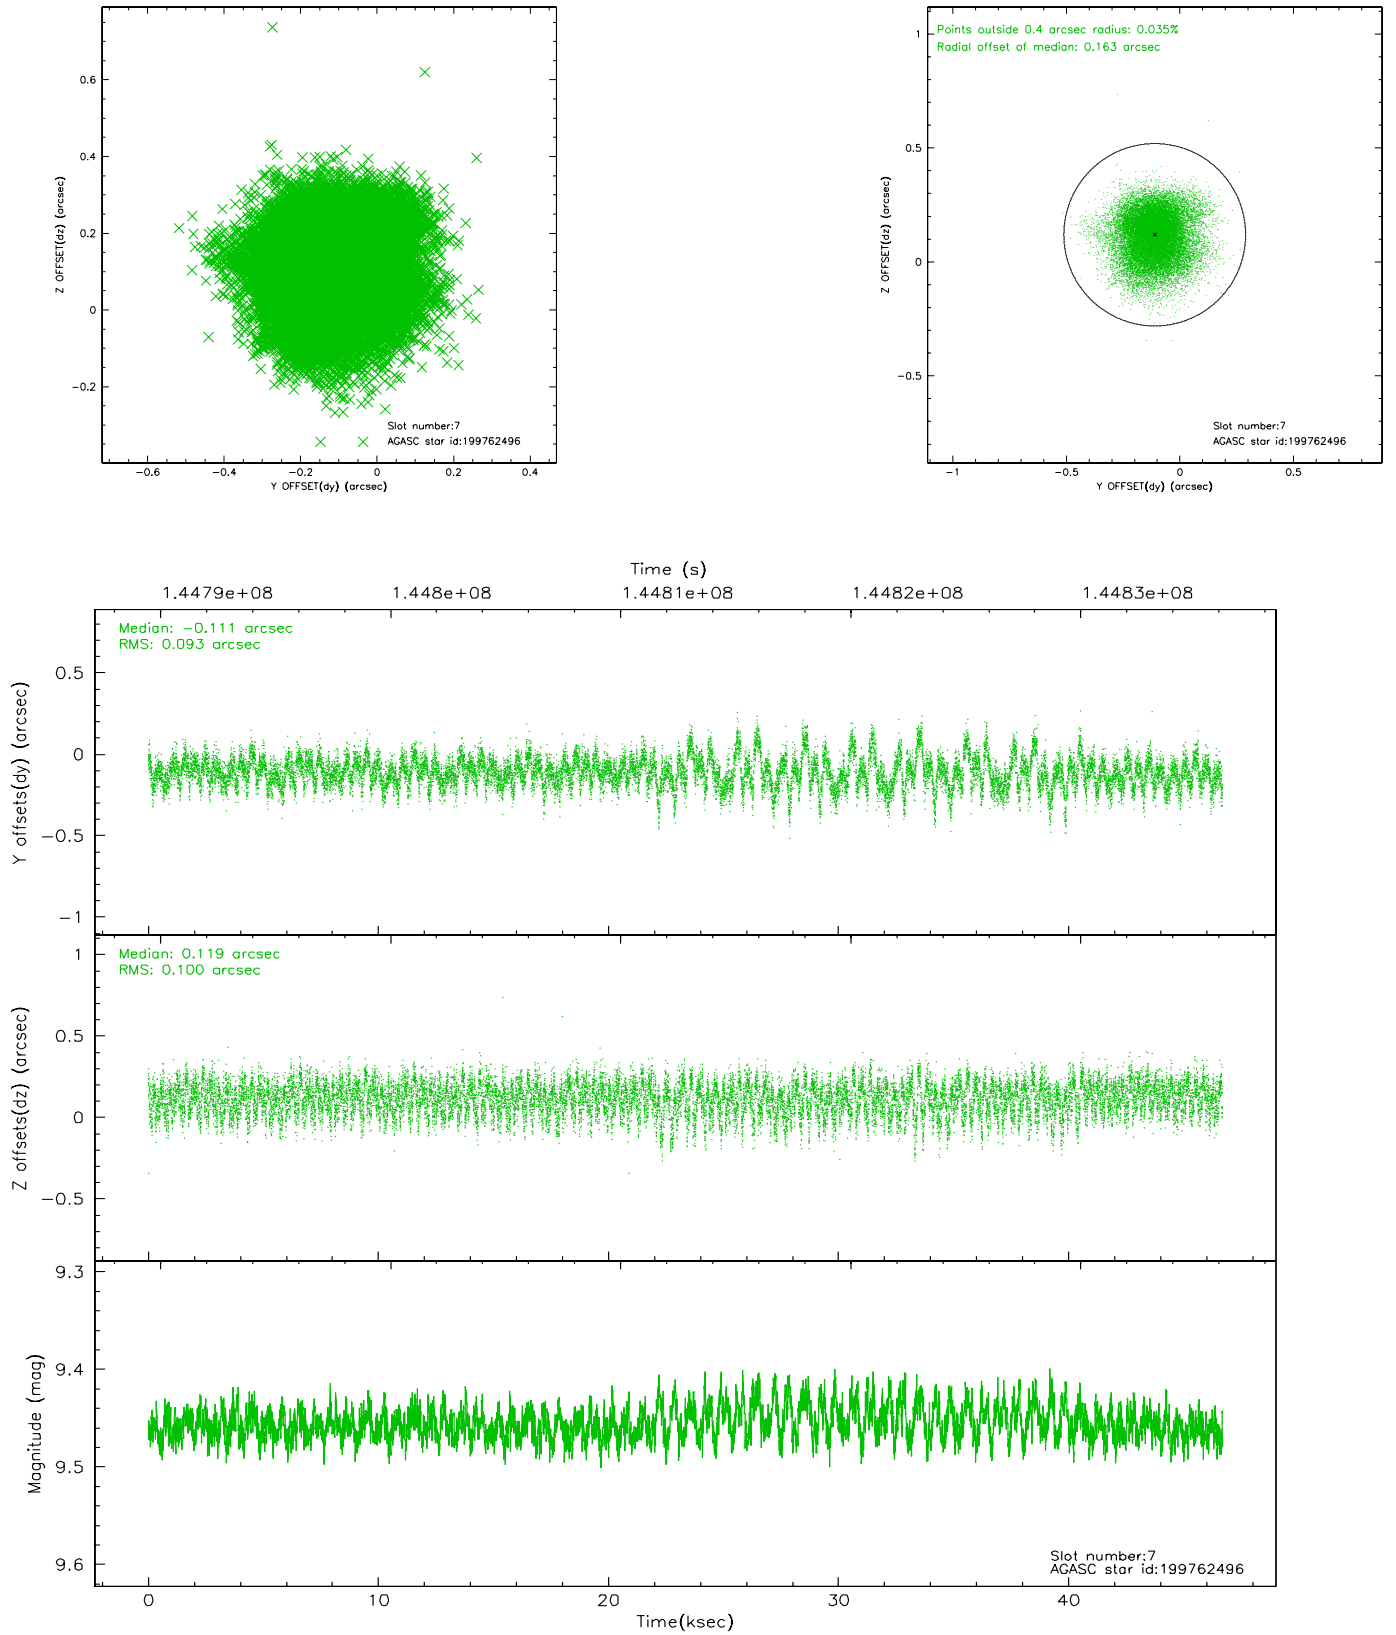 0.6
0.4
0.2
0
−0.2
Z OFFSET(dz) (arcsec)
Slot number:7
AGASC star id:199762496
−0.6 −0.4 −0.2 0 0.2 0.4
Y OFFSET(dy) (arcsec)
Points outside 0.4 arcsec radius: 0.035%
Radial offset of median: 0.163 arcsec
1
0.5
0
−0.5
Z OFFSET(dz) (arcsec)
Slot number:7
AGASC star id:199762496
−1 −0.5 0 0.5
Y OFFSET(dy) (arcsec)
Time (s)
1.4479e+08 1.448e+08 1.4481e+08 1.4482e+08 1.4483e+08
Median: −0.111 arcsec
RMS: 0.093 arcsec
0.5
0
−0.5
−1
Y offsets(dy) (arcsec)
Median: 0.119 arcsec
RMS: 0.100 arcsec
1
0.5
0
−0.5
Z offsets(dz) (arcsec)
9.3
9.4
9.5
9.6
Magnitude (mag)
Slot number:7
AGASC star id:199762496
0 10 20 30 40
Time(ksec)